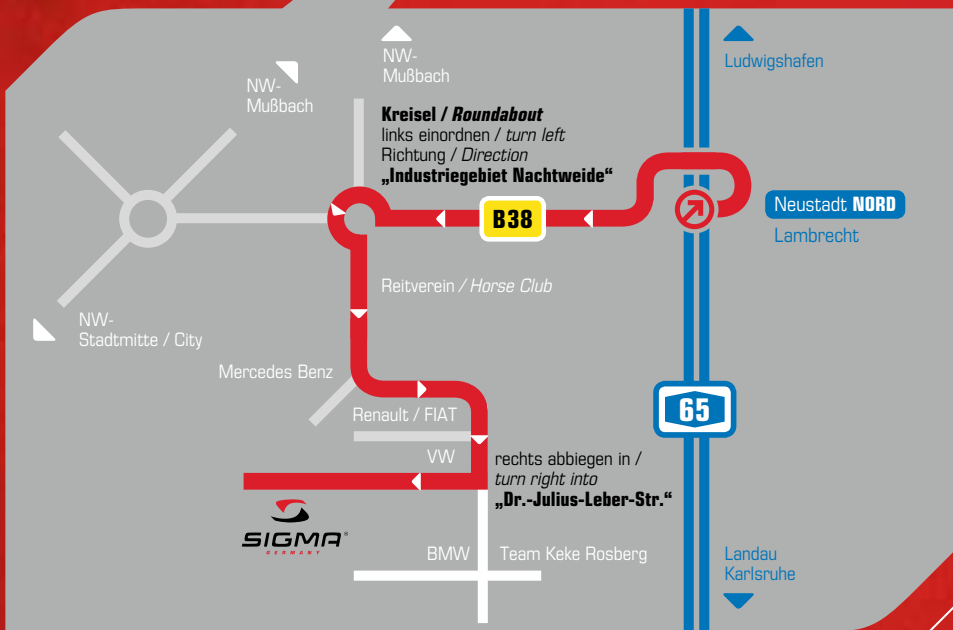 NW-
Mußbach
NW-
Mußbach
Ludwigshafen
Kreisel / Roundabout
links einordnen / turn left
Richtung / Direction
„Industriegebiet Nachtweide“
B38
Neustadt NORD
Lambrecht
Reitverein / Horse Club
NW-
Stadtmitte / City
Mercedes Benz
Renault / FIAT
65
VW
rechts abbiegen in /
turn right into
„Dr.-Julius-Leber-Str.“
SIGMA®
GERMANY
BMW
Team Keke Rosberg
Landau
Karlsruhe